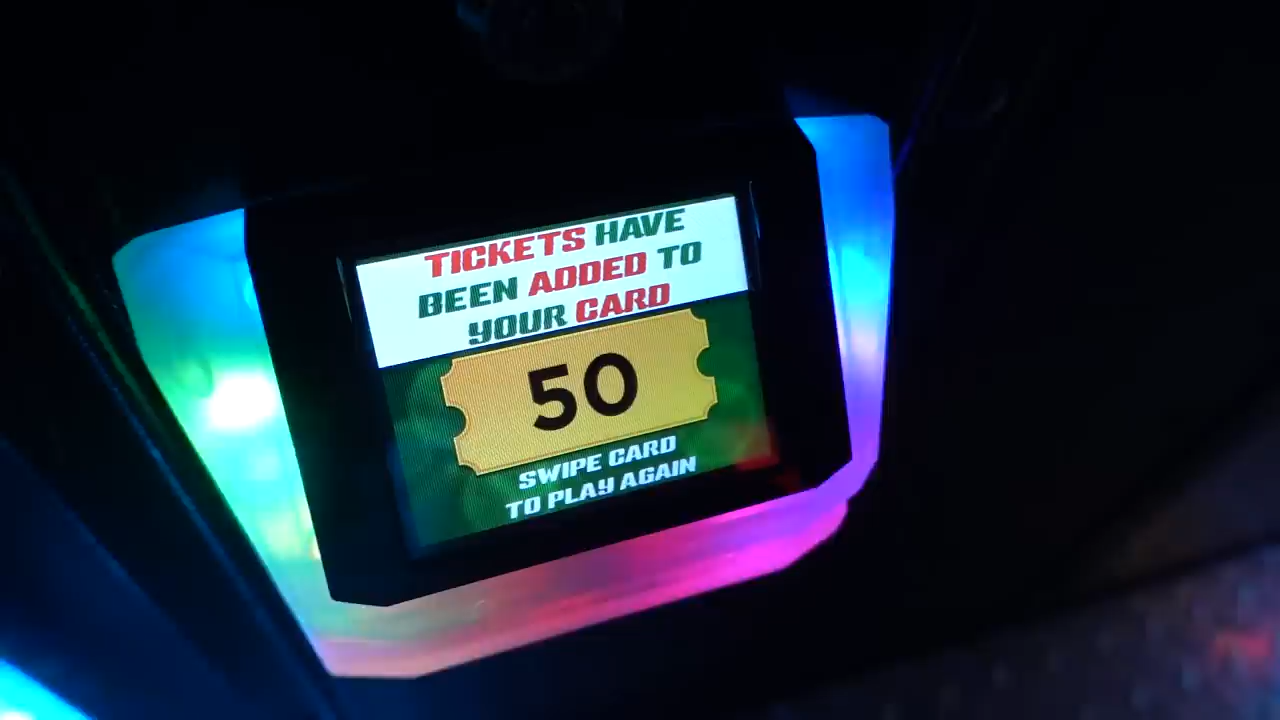 TICKETS HAVE
BEEN ADDED TO
YOUR CARD
50
SWIPE CARD
TO PLAY AGAIN